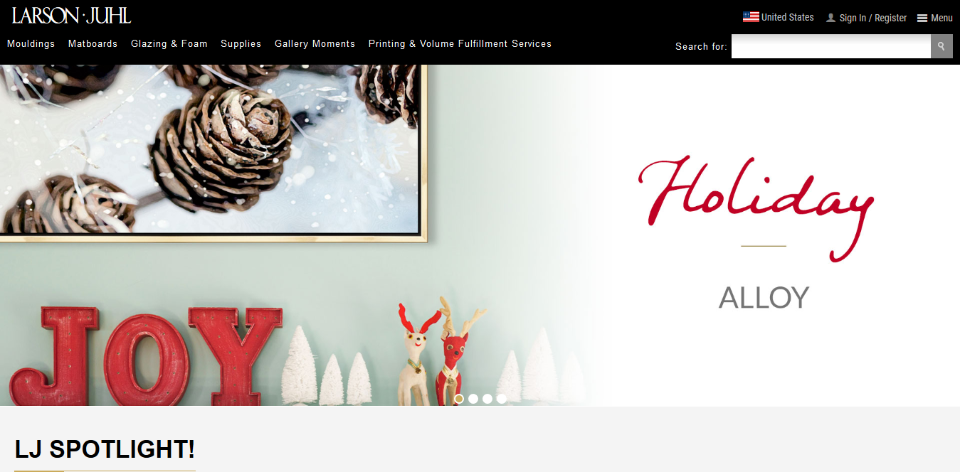 LARSON·JUHL
United States
Sign In / Register
Menu
Mouldings Matboards Glazing & Foam Supplies Gallery Moments Printing & Volume Fulfillment Services
Search for:
Holiday
ALLOY
JOY
LJ SPOTLIGHT!